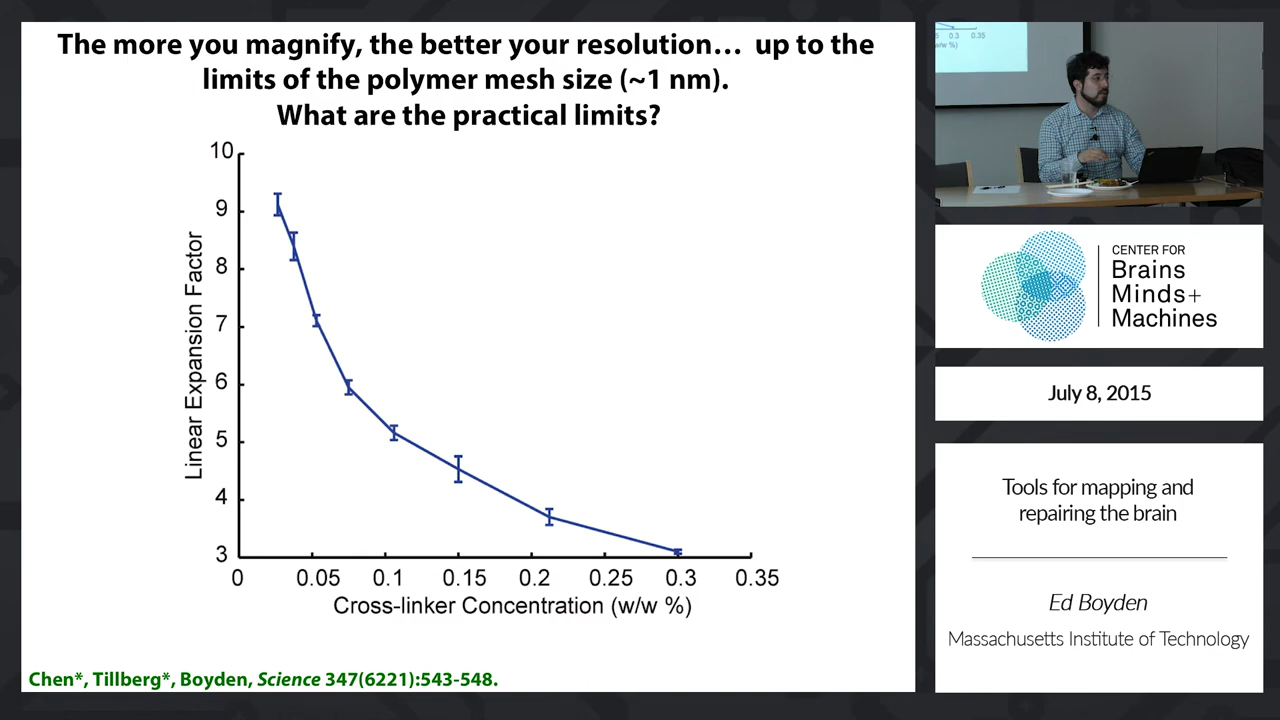 The more you magnify, the better your resolution… up to the
limits of the polymer mesh size (~1 nm).
What are the practical limits?
10
9
8
7
6
5
4
3
Linear Expansion Factor
0
0.05
0.1
0.15
0.2
0.25
0.3
0.35
Cross-linker Concentration (w/w %)
Chen*, Tillberg*, Boyden, Science 347(6221):543-548.
0.3 0.35
w/w %)
CENTER FOR
Brains
Minds+
Machines
July 8, 2015
Tools for mapping and
repairing the brain
Ed Boyden
Massachusetts Institute of Technology